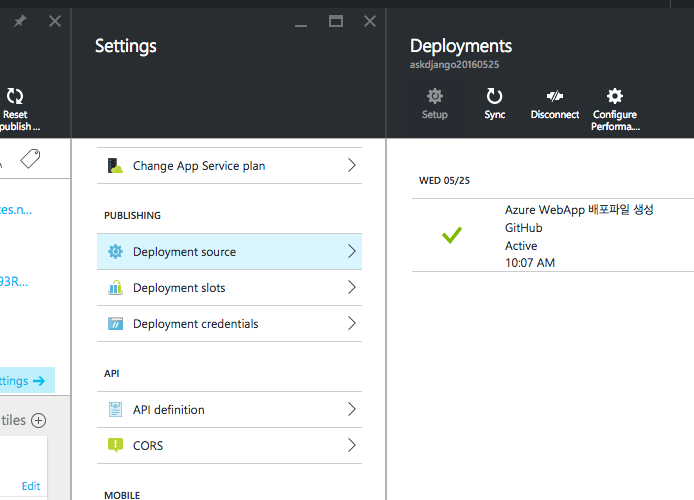 Reset
publish ...
tes.n...
93R...
ttings
tiles
Edit
Settings
Change App Service plan
PUBLISHING
Deployment source
Deployment slots
Deployment credentials
API
API definition
CORS
MOBILE
Deployments
askdjango20160525
Setup
Sync
Disconnect
Configure
Performa...
WED 05/25
Azure WebApp 배포파일 생성
GitHub
Active
10:07 AM